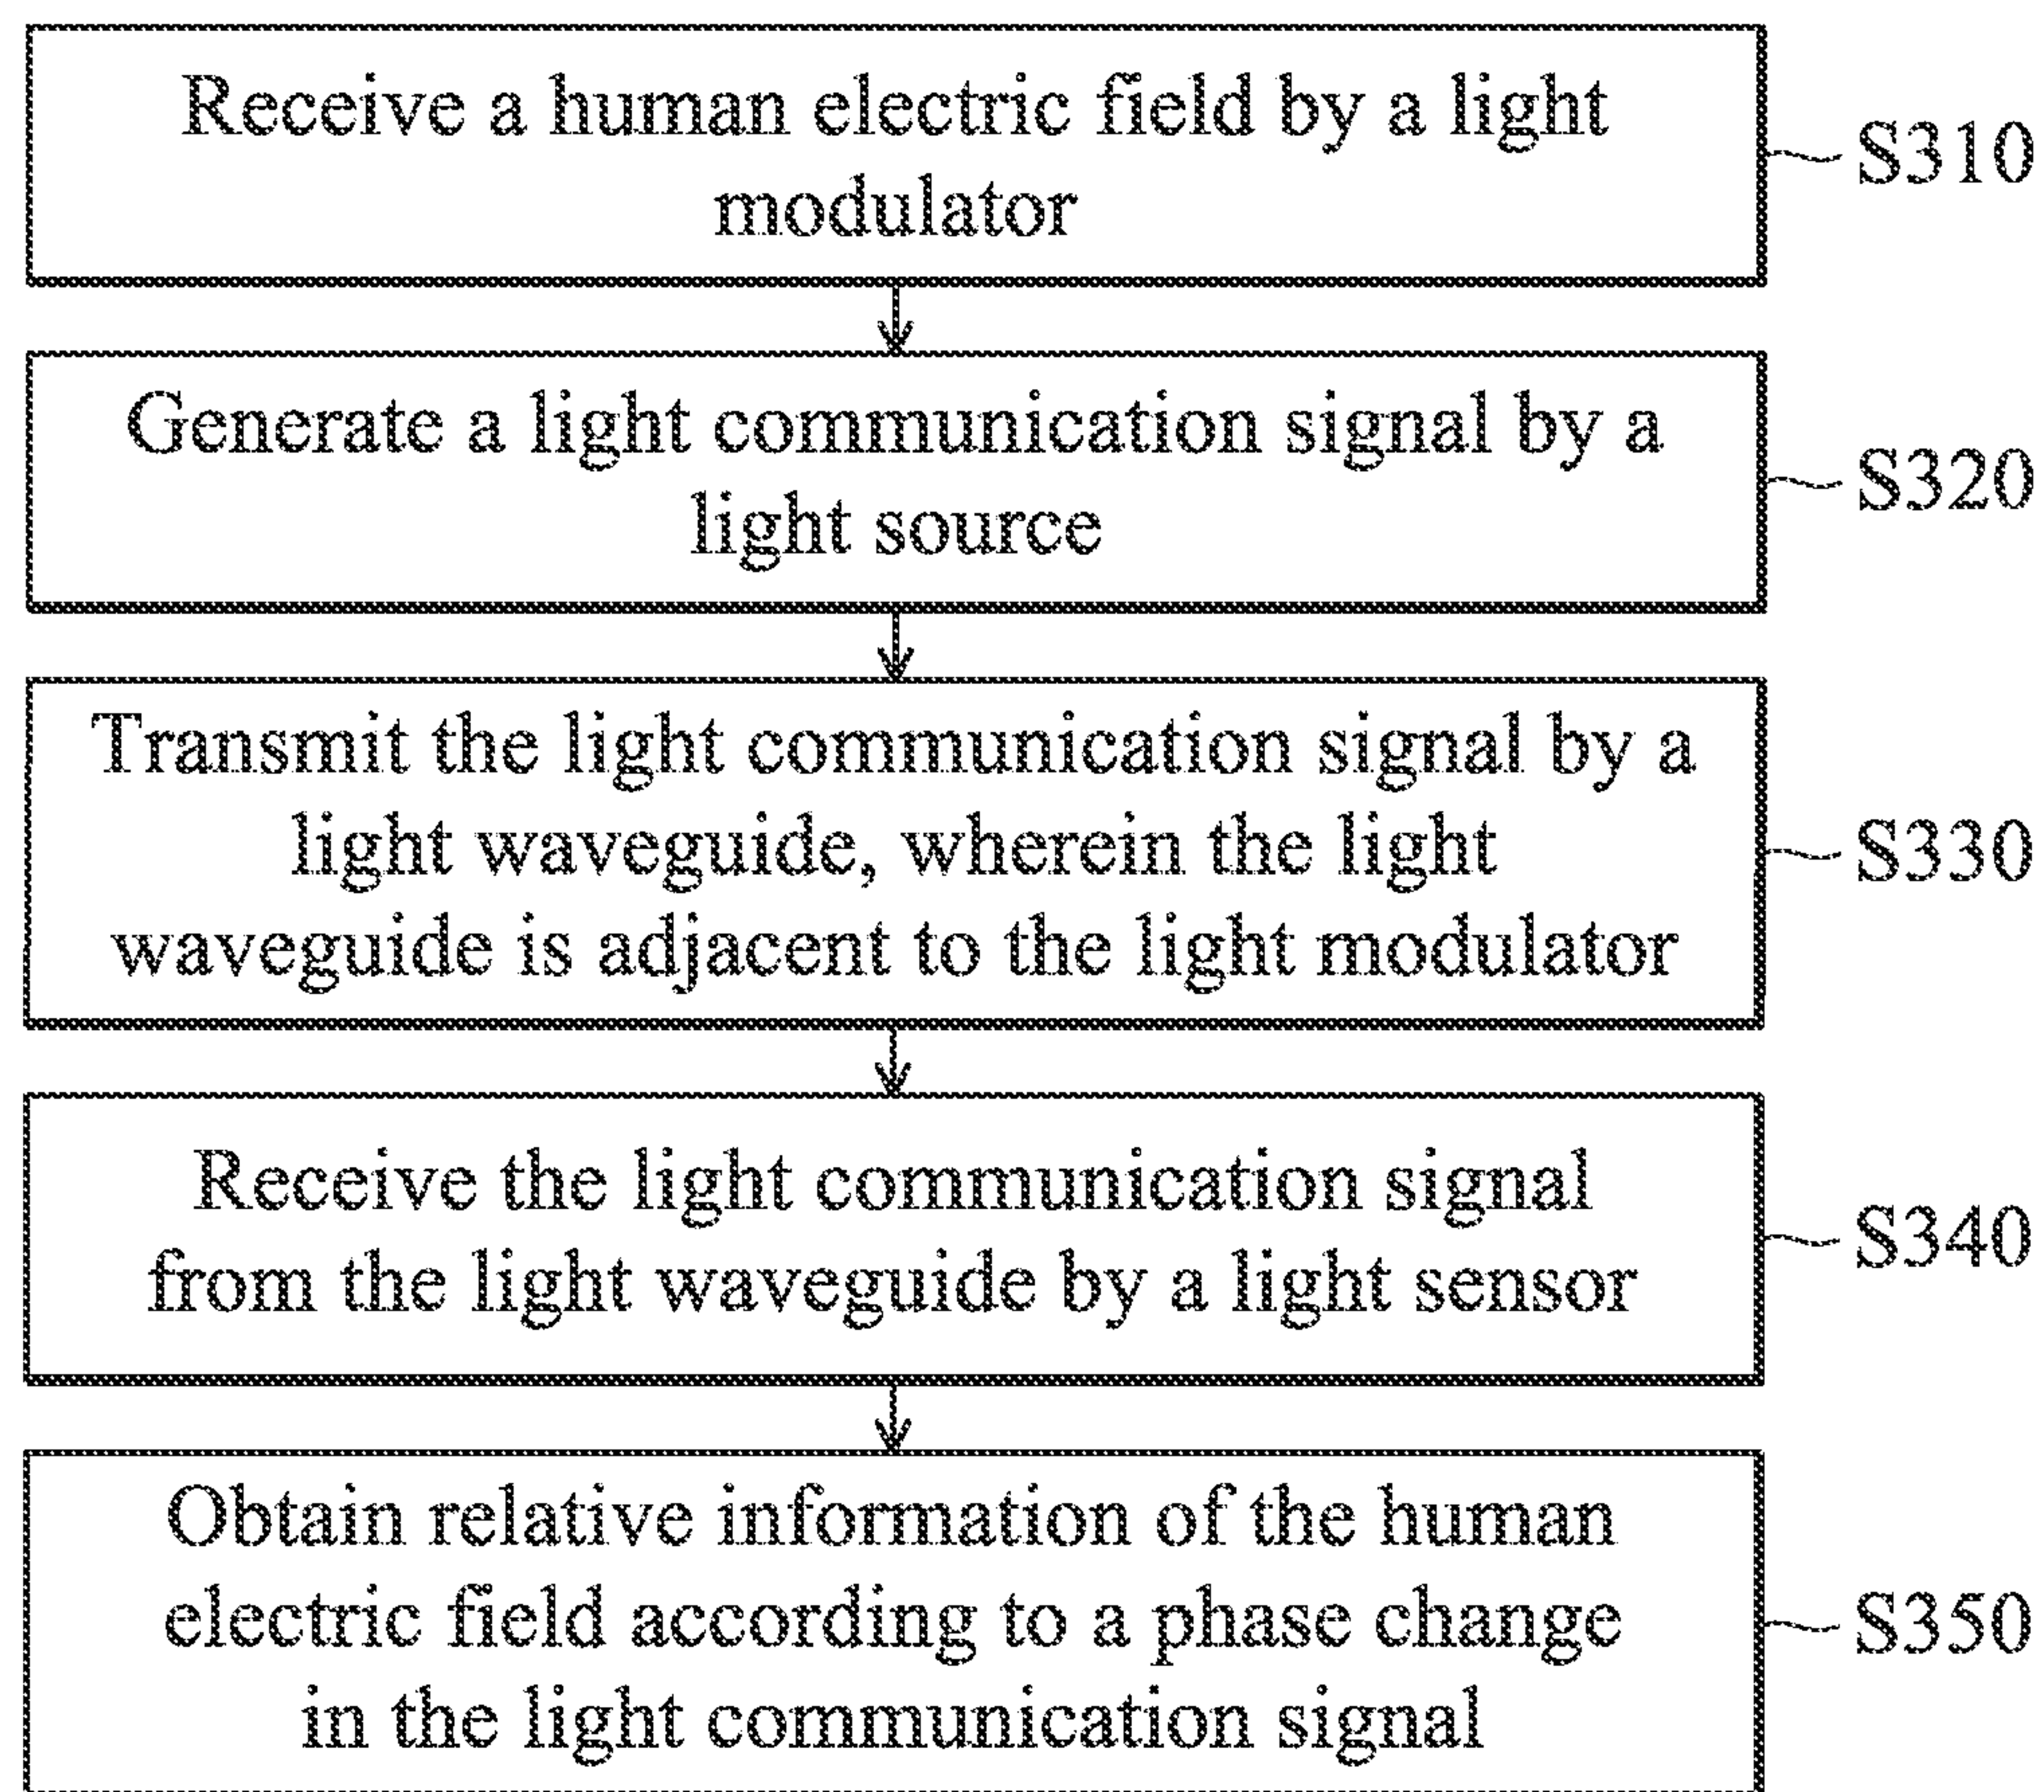 Receive a human electric field by a light
modulator
S310
Generate a light communication signal by a
light source
S320
Transmit the light communication signal by a
light waveguide, wherein the light
waveguide is adjacent to the light modulator
S330
Receive the light communication signal
from the light waveguide by a light sensor
S340
Obtain relative information of the human
electric field according to a phase change
in the light communication signal
S350